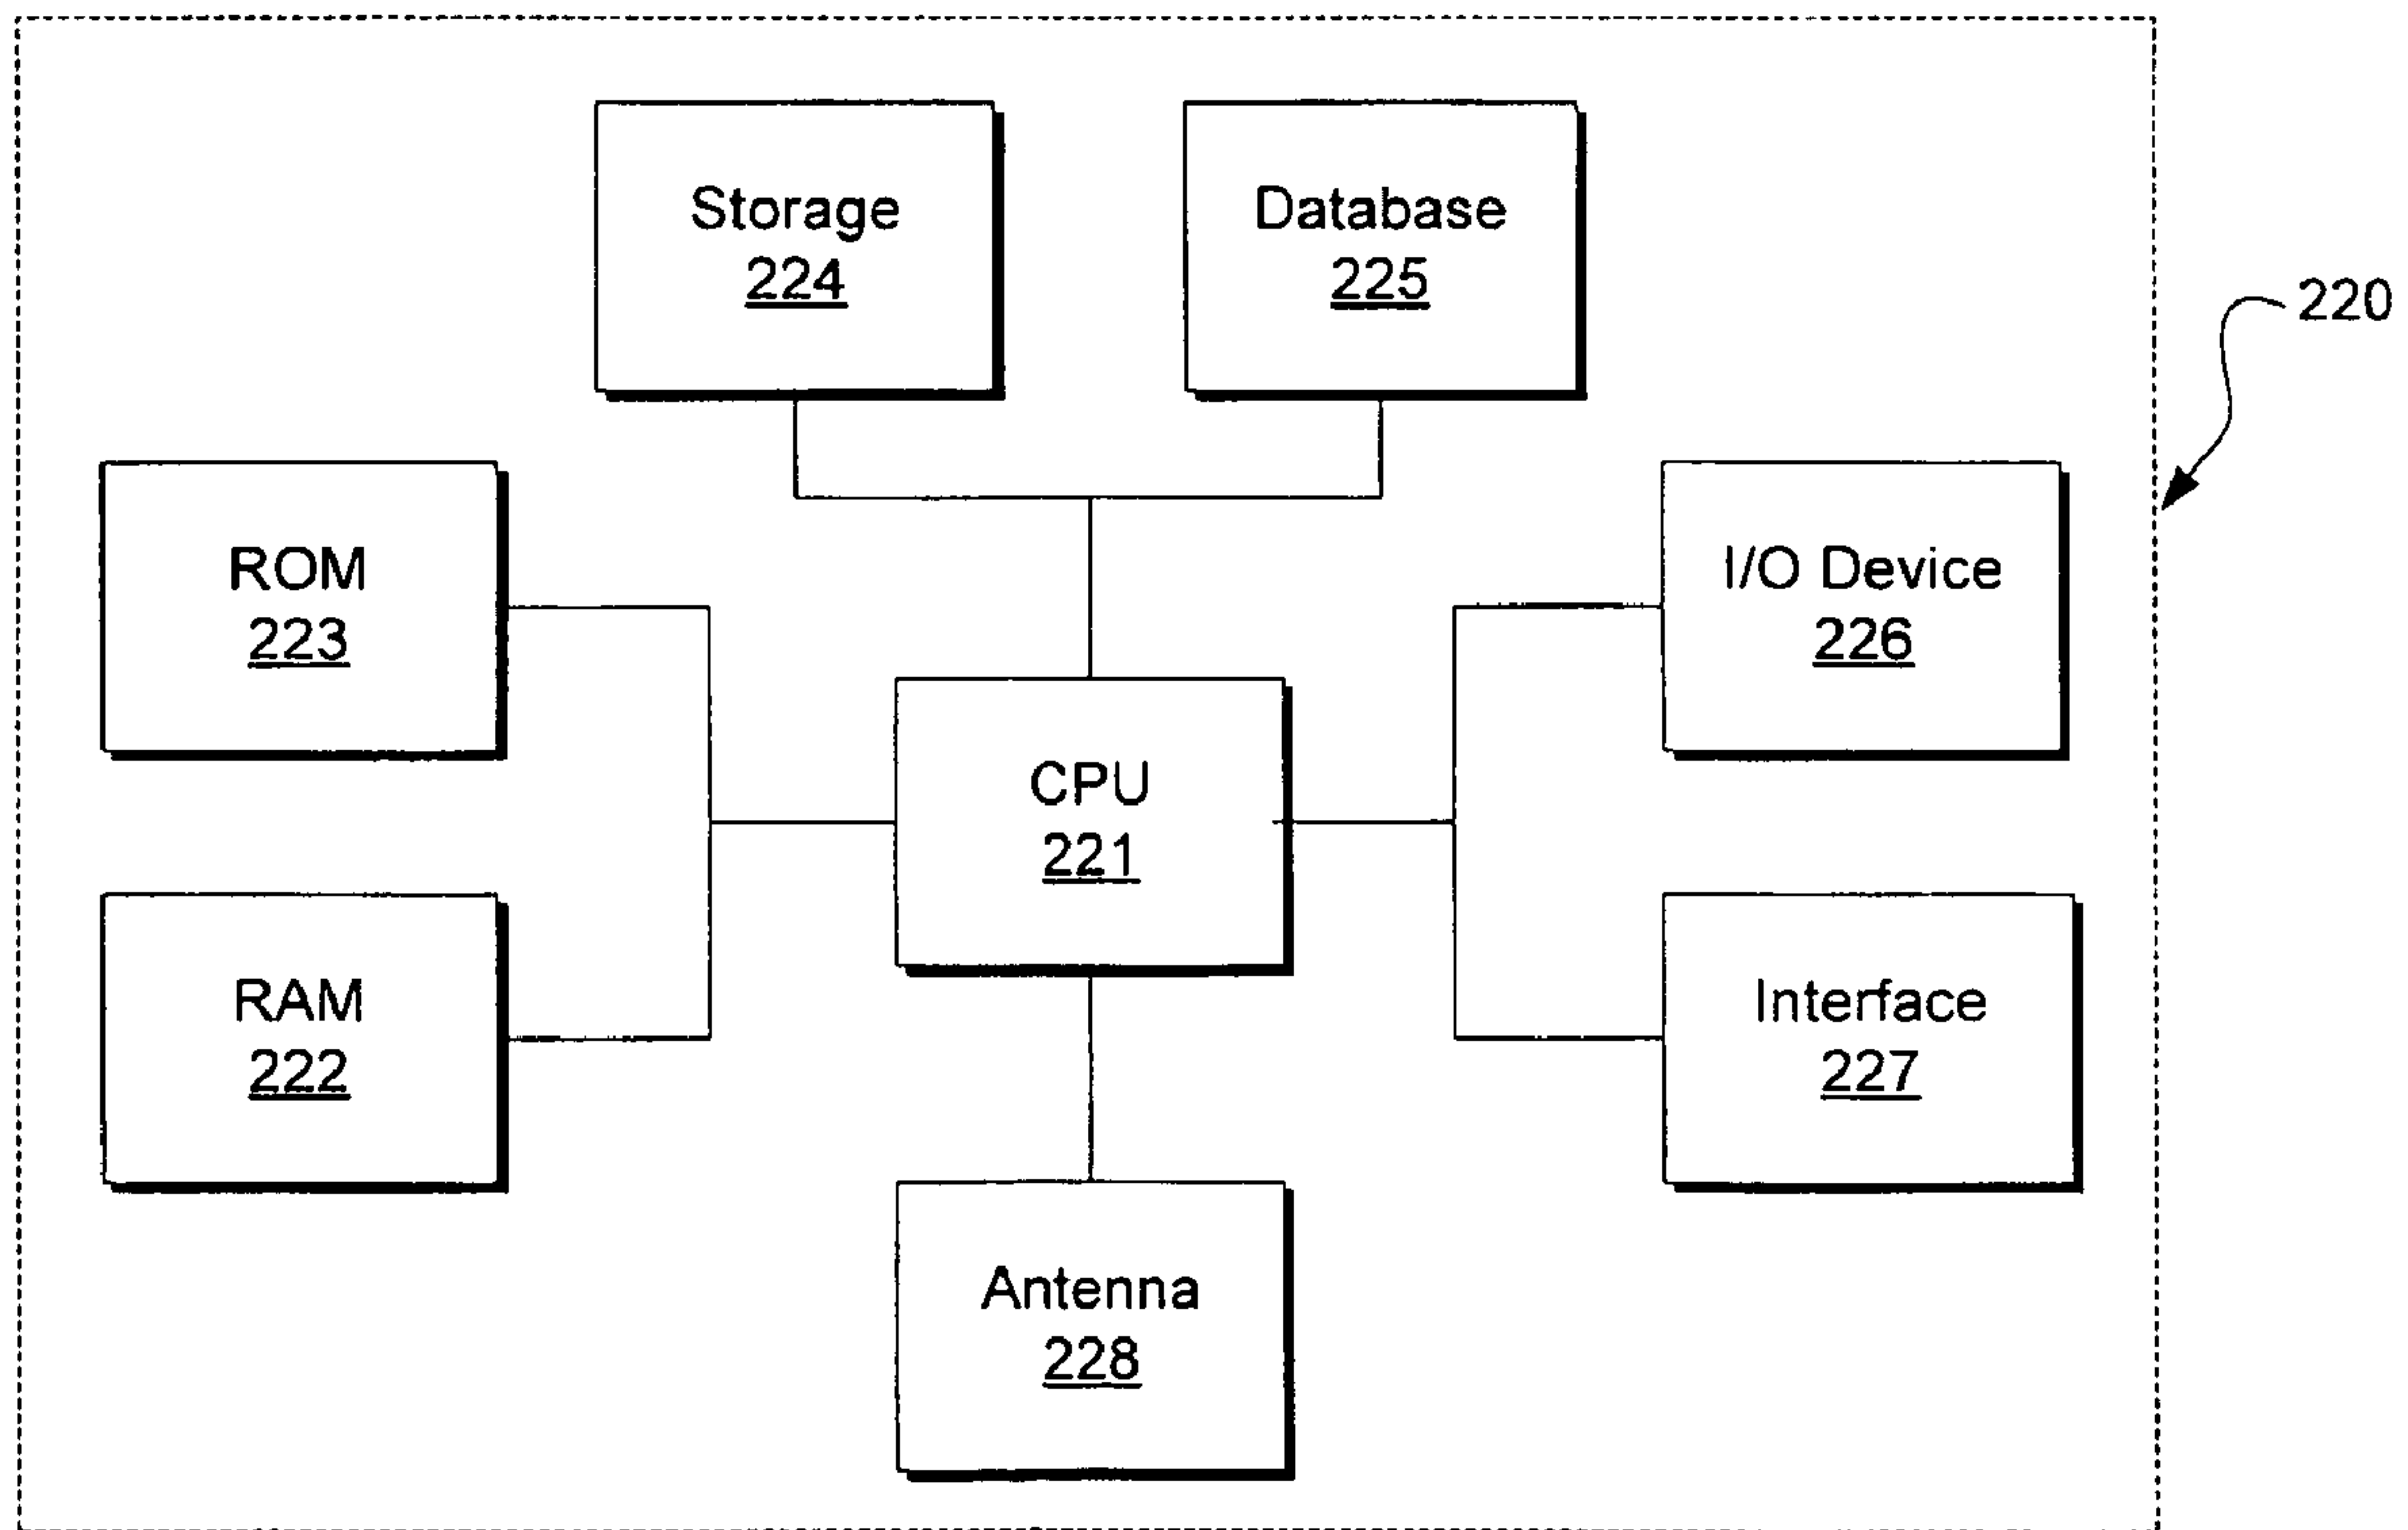 Storage
224
Database
225
220
ROM
223
I/O Device
226
CPU
221
RAM
222
Interface
227
Antenna
228